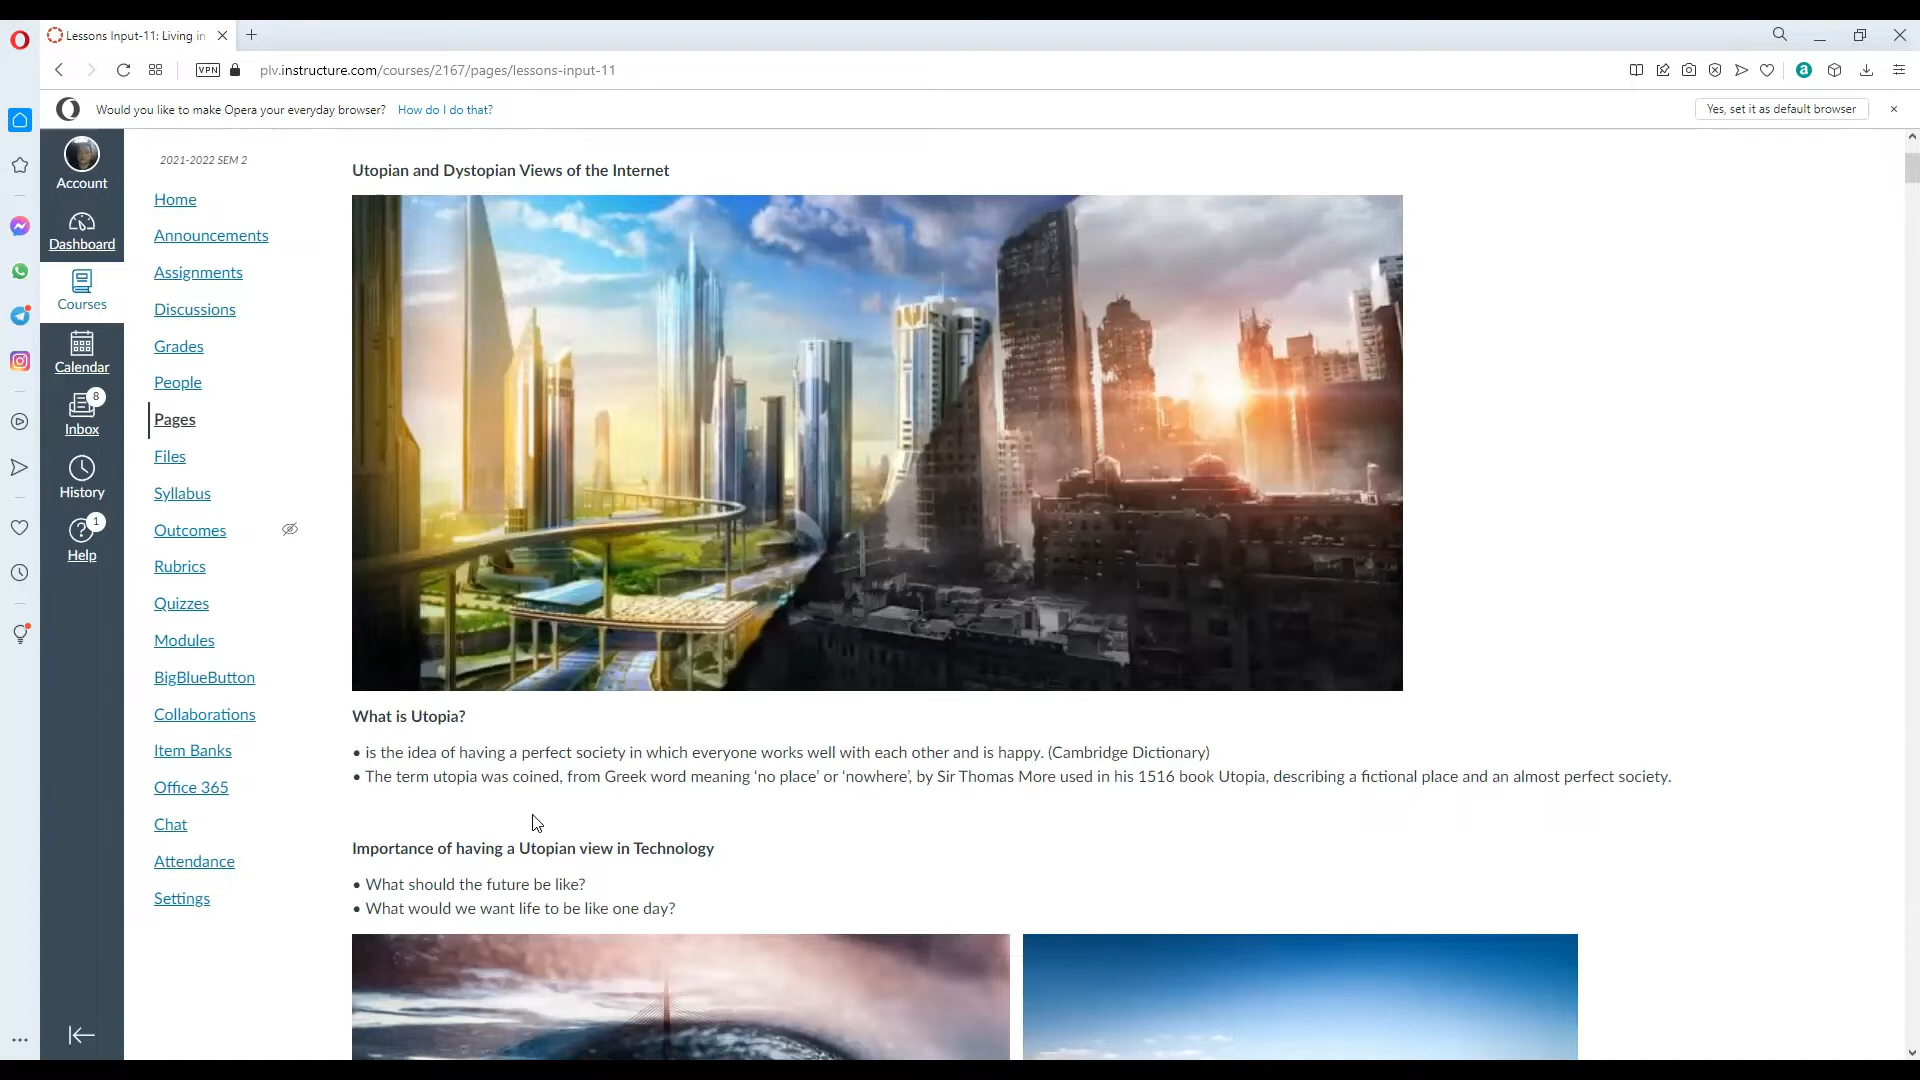 Lessons Input-11: Living in
VPN
plv.instructure.com/courses/2167/pages/lessons-input-11
a
Would you like to make Opera your everyday browser? How do I do that?
Yes, set it as default browser
Account
Dashboard
Courses
Calendar
8
Inbox
History
1
Help
2021-2022 SEM 2
Home
Announcements
Assignments
Discussions
Grades
People
Pages
Files
Syllabus
Outcomes
Rubrics
Quizzes
Modules
BigBlueButton
Collaborations
Item Banks
Office 365
Chat
Attendance
Settings
Utopian and Dystopian Views of the Internet
What is Utopia?
• is the idea of having a perfect society in which everyone works well with each other and is happy. (Cambridge Dictionary)
• The term utopia was coined, from Greek word meaning ‘no place’ or ‘nowhere’, by Sir Thomas More used in his 1516 book Utopia, describing a fictional place and an almost perfect society.
Importance of having a Utopian view in Technology
• What should the future be like?
• What would we want life to be like one day?